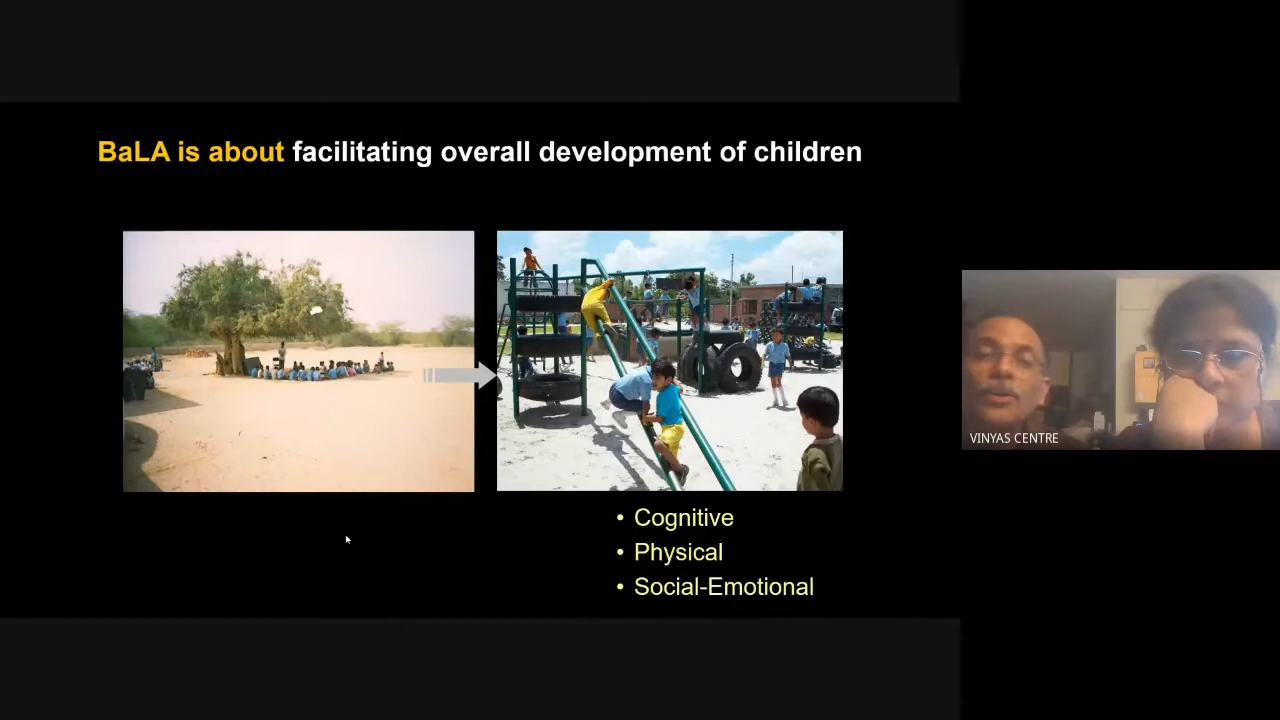 BaLA is about facilitating overall development of children
• Cognitive
• Physical
• Social-Emotional
VINYAS CENTRE